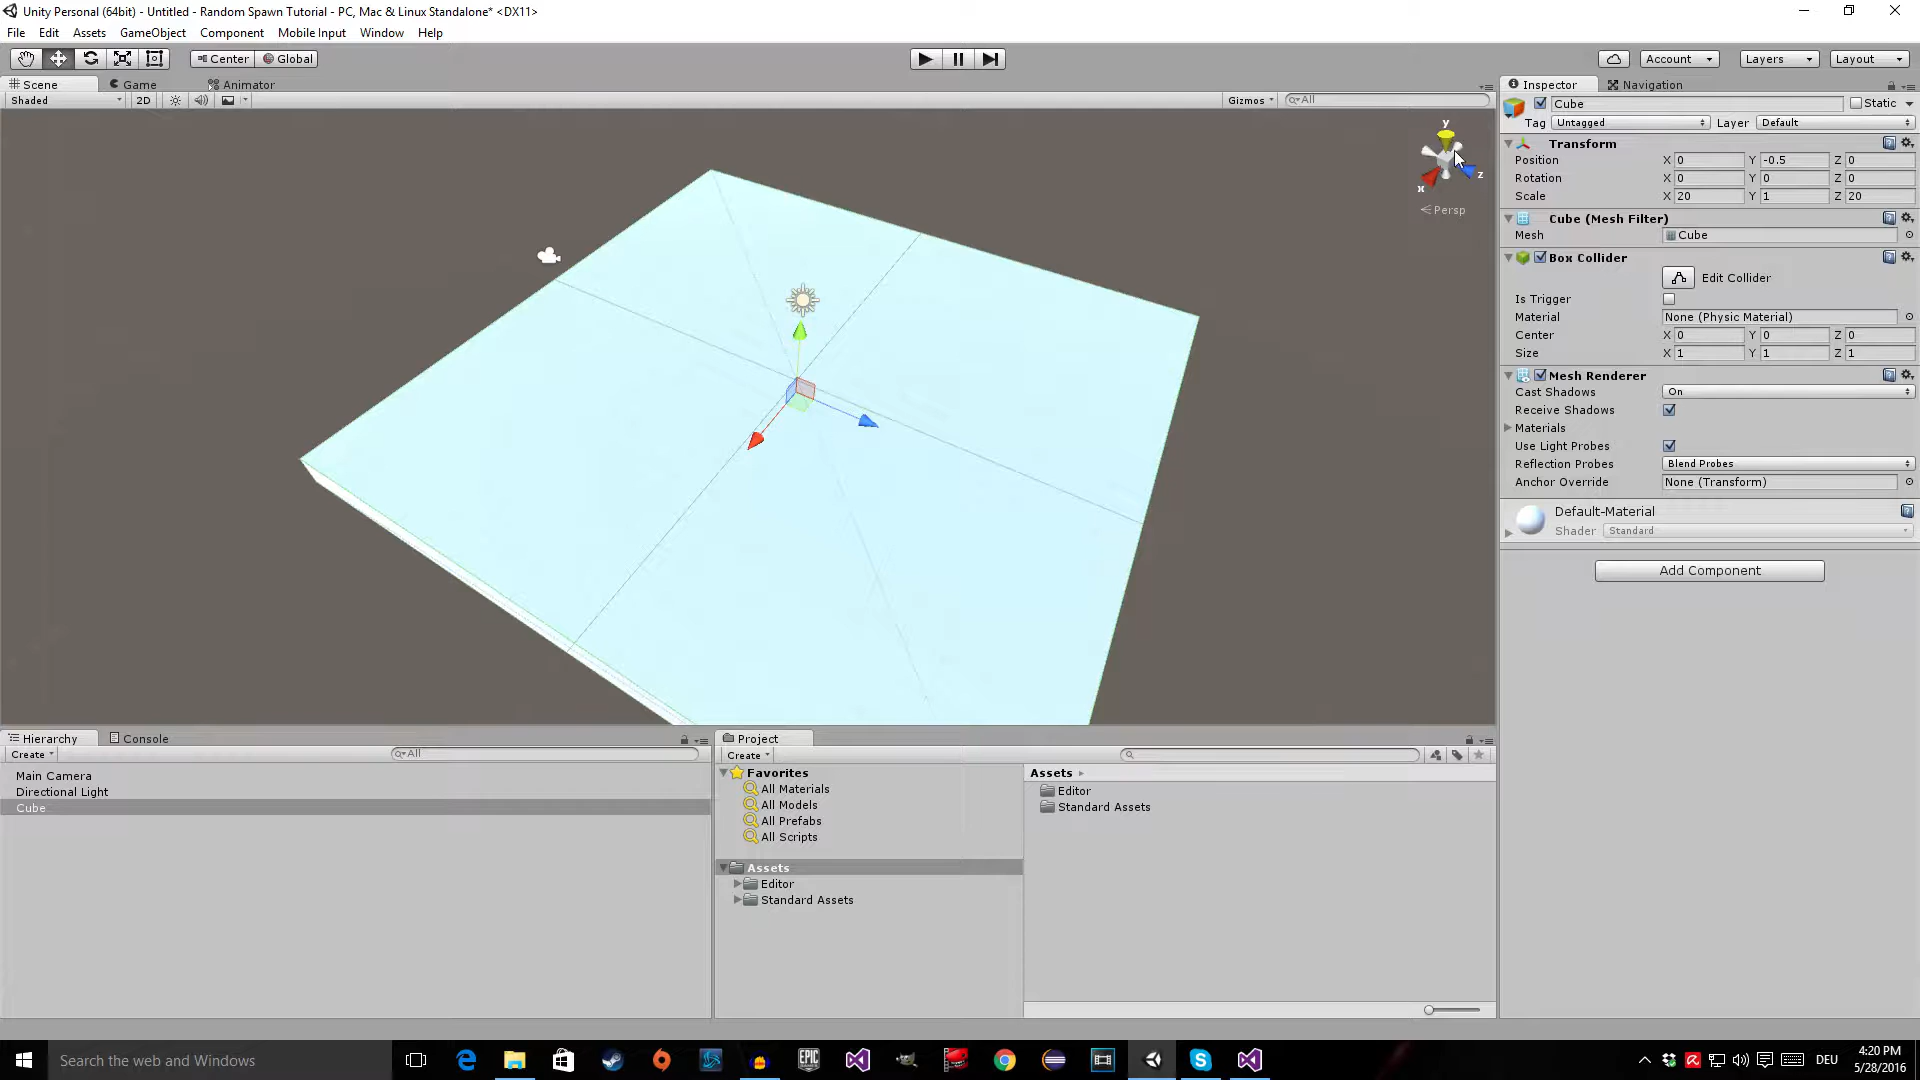 Unity Personal (64bit) - Untitled - Random Spawn Tutorial - PC, Mac & Linux Standalone* <DX11>
File Edit Assets GameObject Component Mobile Input Window Help
Center Global Account Layers Layout
Scene Game Animator
Shaded 2D Gizmos All
y
x z
Persp
Inspector Navigation
Cube Static
Tag Untagged Layer Default
Transform
Position X 0 Y -0.5 Z 0
Rotation X 0 Y 0 Z 0
Scale X 20 Y 1 Z 20
Cube (Mesh Filter)
Mesh Cube
Box Collider
Edit Collider
Is Trigger
Material None (Physic Material)
Center X 0 Y 0 Z 0
Size X 1 Y 1 Z 1
Mesh Renderer
Cast Shadows On
Receive Shadows
Materials
Use Light Probes
Reflection Probes Blend Probes
Anchor Override None (Transform)
Default-Material
Shader Standard
Add Component
Hierarchy Console
Create All
Main Camera
Directional Light
Cube
Project
Create
Favorites
All Materials
All Models
All Prefabs
All Scripts
Assets
Editor
Standard Assets
Assets
Editor
Standard Assets
Search the web and Windows
EPIC
GAMES
DEU
4:20 PM
5/28/2016